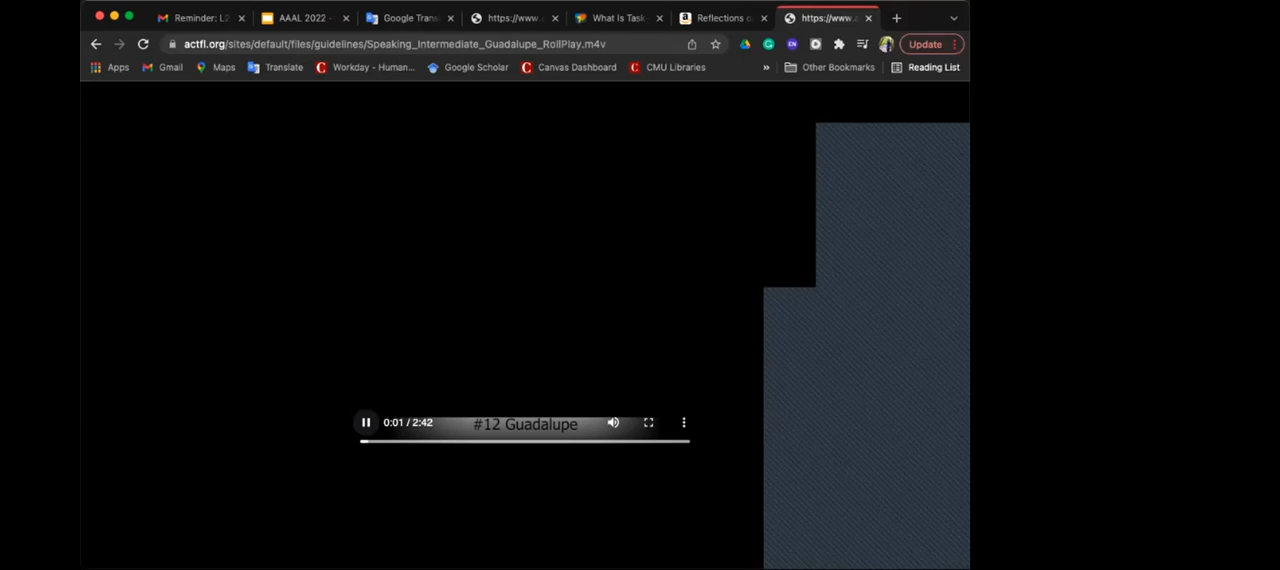 Reminder: L2
AAAL 2022 -
Google Trans
https://www.a
What Is Task
Reflections o
https://www.a
actfl.org/sites/default/files/guidelines/Speaking_Intermediate_Guadalupe_RollPlay.m4v
Update
Apps Gmail Maps Translate Workday - Human... Google Scholar Canvas Dashboard CMU Libraries » Other Bookmarks Reading List
0:01 / 2:42
#12 Guadalupe